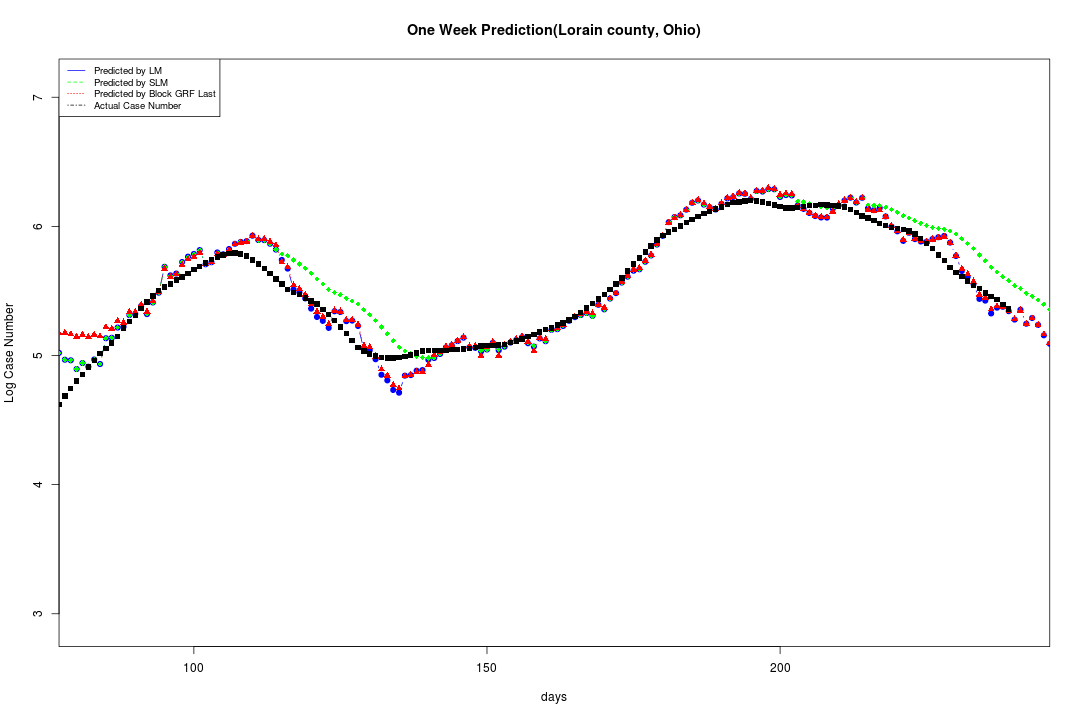 One Week Prediction(Lorain county, Ohio)
Predicted by LM
Predicted by SLM
Predicted by Block GRF Last
Actual Case Number
7
6
5
4
3
Log Case Number
100
150
200
days